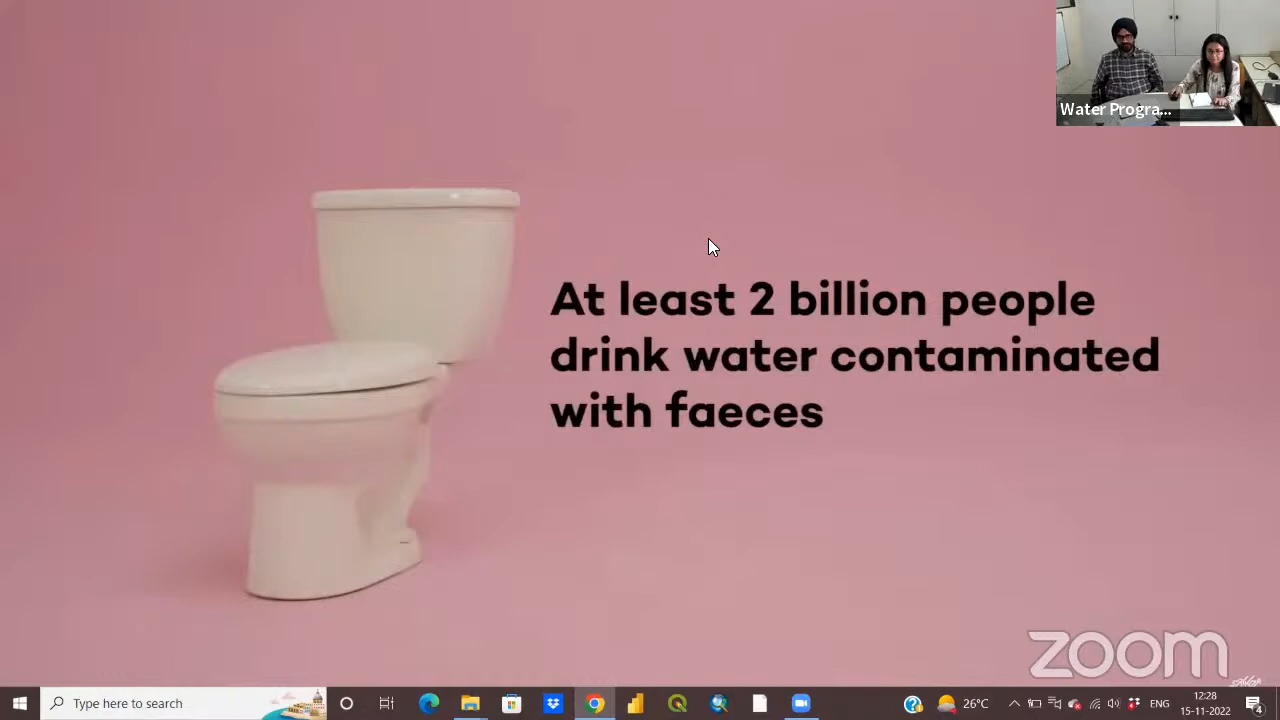 Water Progra...
At least 2 billion people
drink water contaminated
with faeces
zoom
Type here to search
26°C
ENG
12:28
15-11-2022
4